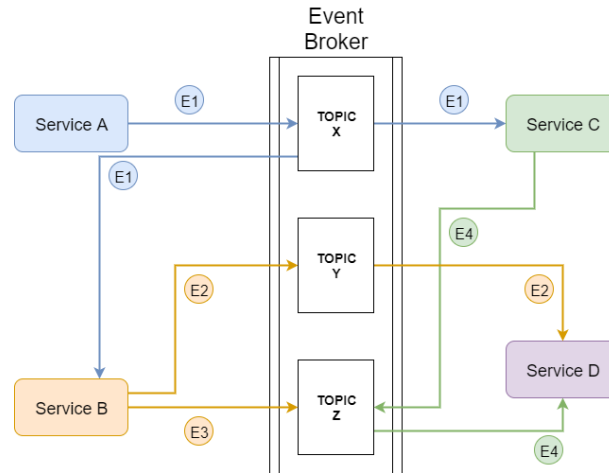 Event
Broker
E1
E1
Service A
TOPIC
X
Service C
E1
E4
TOPIC
Y
E2
E2
Service D
TOPIC
Z
Service B
E3
E4